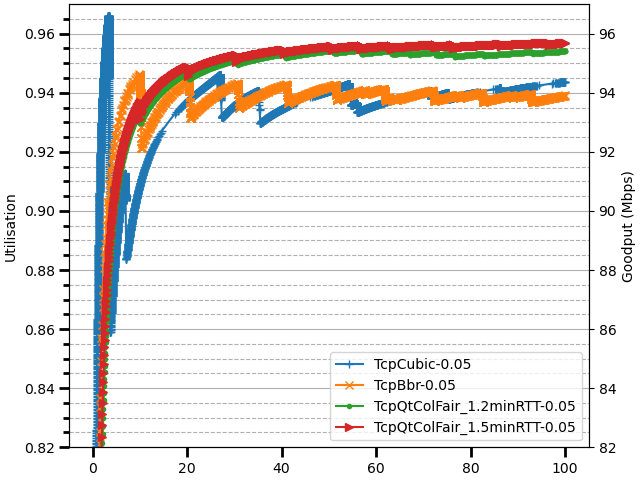 0.96
0.94
0.92
0.90
0.88
0.86
0.84
0.82
Utilisation
96
94
92
90
88
86
84
82
Goodput (Mbps)
TcpCubic-0.05
TcpBbr-0.05
TcpQtColFair_1.2minRTT-0.05
TcpQtColFair_1.5minRTT-0.05
0 20 40 60 80 100